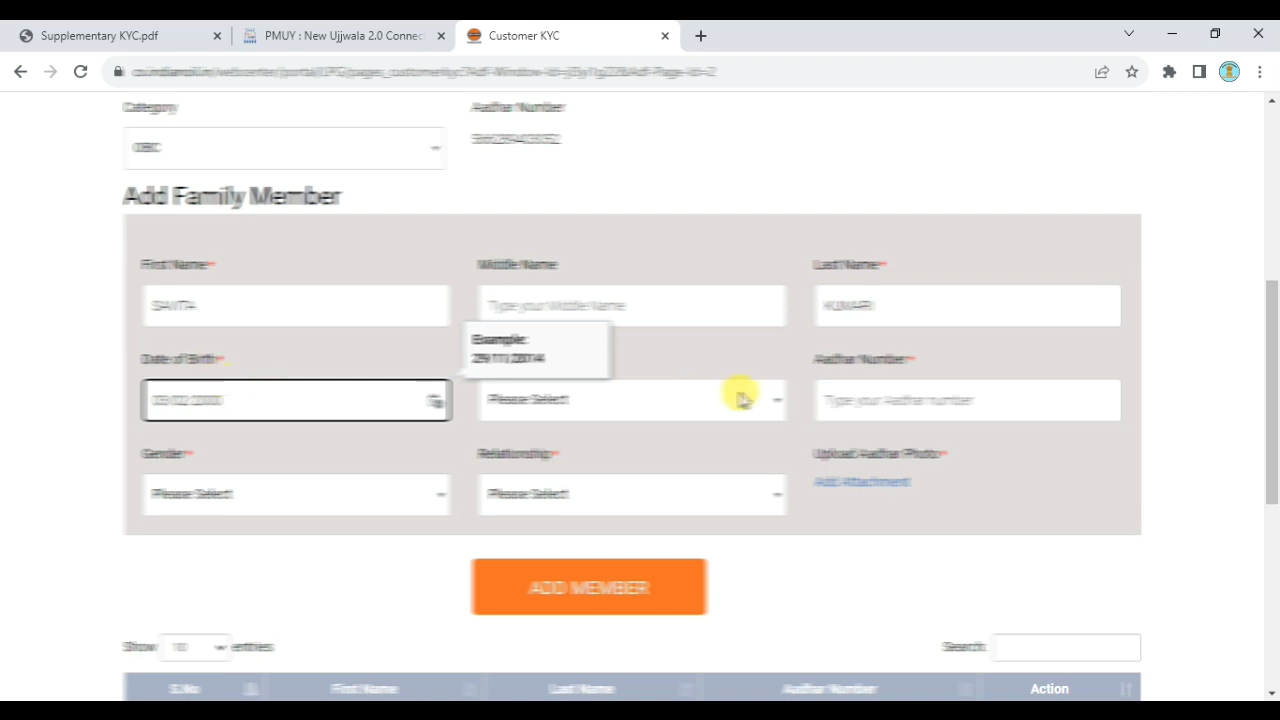 Supplementary KYC.pdf
PMUY : New Ujjwala 2.0 Connec
Customer KYC
Category
Aadhar Number
OBC
Add Family Member
First Name*
Middle Name
Last Name*
Type your Middle Name
KUMARI
Example:
Date of Birth*
Aadhar Number*
Please Select
Type your Aadhar number
Gender*
Relationship*
Upload Aadhar Photo*
Please Select
Please Select
Add Attachment
ADD MEMBER
Show 10 entries
Search:
S.No
First Name
Last Name
Aadhar Number
Action